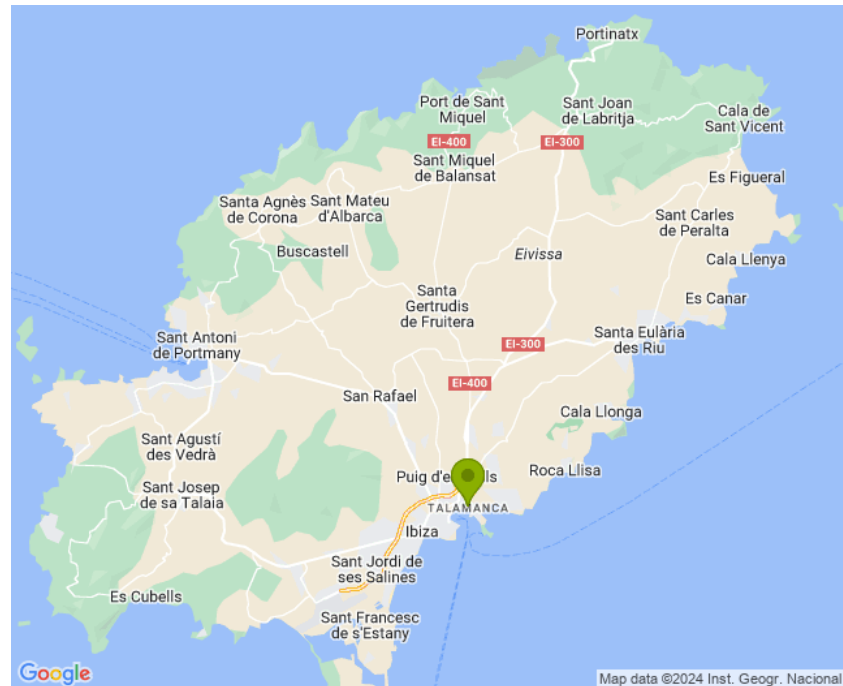 Portinatx
Port de Sant
Miquel
Sant Joan
de Labritja
Cala de
Sant Vicent
EI-400
EI-300
Sant Miquel
de Balansat
Es Figueral
Santa Agnès
de Corona
Sant Mateu
d'Albarca
Sant Carles
de Peralta
Buscastell
Eivissa
Cala Llenya
Santa
Gertrudis
de Fruitera
Es Canar
Sant Antoni
de Portmany
Santa Eulària
des Riu
EI-300
EI-400
San Rafael
Cala Llonga
Sant Agustí
des Vedrà
Roca Llisa
Puig d'en
Sant Josep
de sa Talaia
TALAMANCA
Ibiza
Sant Jordi de
ses Salines
Es Cubells
Sant Francesc
de s'Estany
Google
Map data ©2024 Inst. Geogr. Nacional